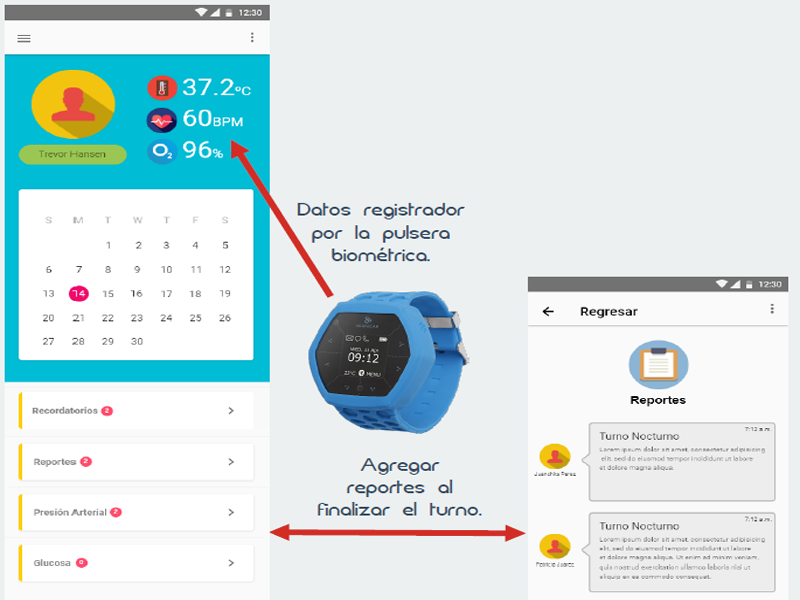 12:30
37.2°C
60BPM
O₂ 96%
Trevor Hansen
S M T W T F S
1 2 3 4 5
6 7 8 9 10 11 12
13 14 15 16 17 18 19
20 21 22 23 24 25 26
27 28 29 30
Recordatorios 2
Reportes 2
Presión Arterial 2
Glucosa 0
Datos registrador
por la pulsera
biométrica.
09:12
MENU
Agregar
reportes al
finalizar el turno.
12:30
Regresar
Reportes
7:12 a.m.
Turno Nocturno
Lorem ipsum dolor sit amet, consectetur adipisicing
elit, sed do eiusmod tempor incididunt ut labore
et dolore magna aliqua.
Juanchita Perez
7:12 a.m.
Turno Nocturno
Lorem ipsum dolor sit amet, consectetur adipisicing
elit, sed do eiusmod tempor incididunt ut labore
et dolore magna aliqua. Ut enim ad minim veniam,
quis nostrud exercitation ullamco laboris nisi ut
aliquip ex ea commodo consequat.
Patricia Juarez